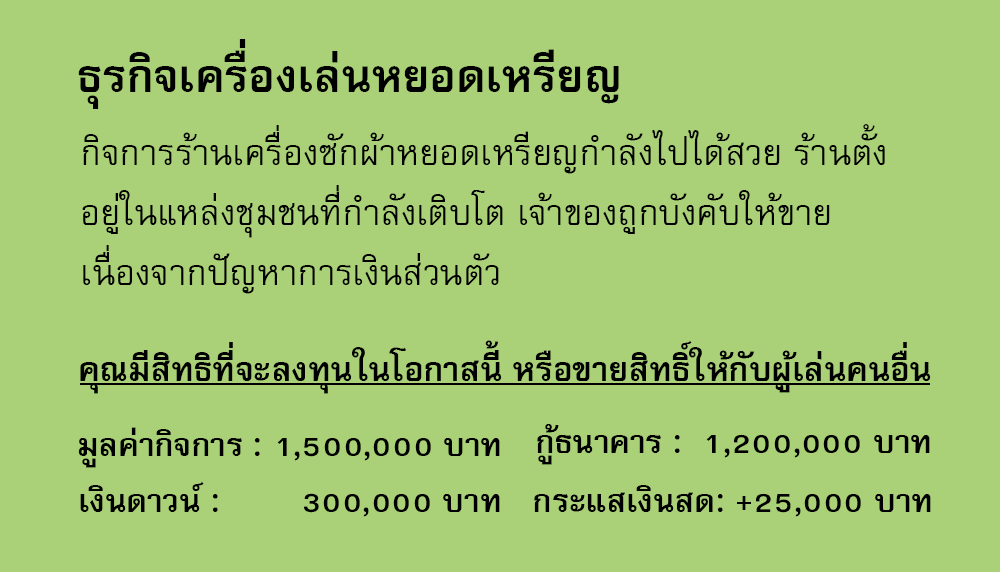 ธุรกิจเครื่องเล่นหยอดเหรียญ
กิจการร้านเครื่องซักผ้าหยอดเหรียญกำลังไปได้สวย ร้านตั้ง
อยู่ในแหล่งชุมชนที่กำลังเติบโต เจ้าของถูกบังคับให้ขาย
เนื่องจากปัญหาการเงินส่วนตัว
คุณมีสิทธิที่จะลงทุนในโอกาสนี้ หรือขายสิทธิ์ให้กับผู้เล่นคนอื่น
มูลค่ากิจการ : 1,500,000 บาท กู้ธนาคาร : 1,200,000 บาท
เงินดาวน์ : 300,000 บาท กระแสเงินสด: +25,000 บาท